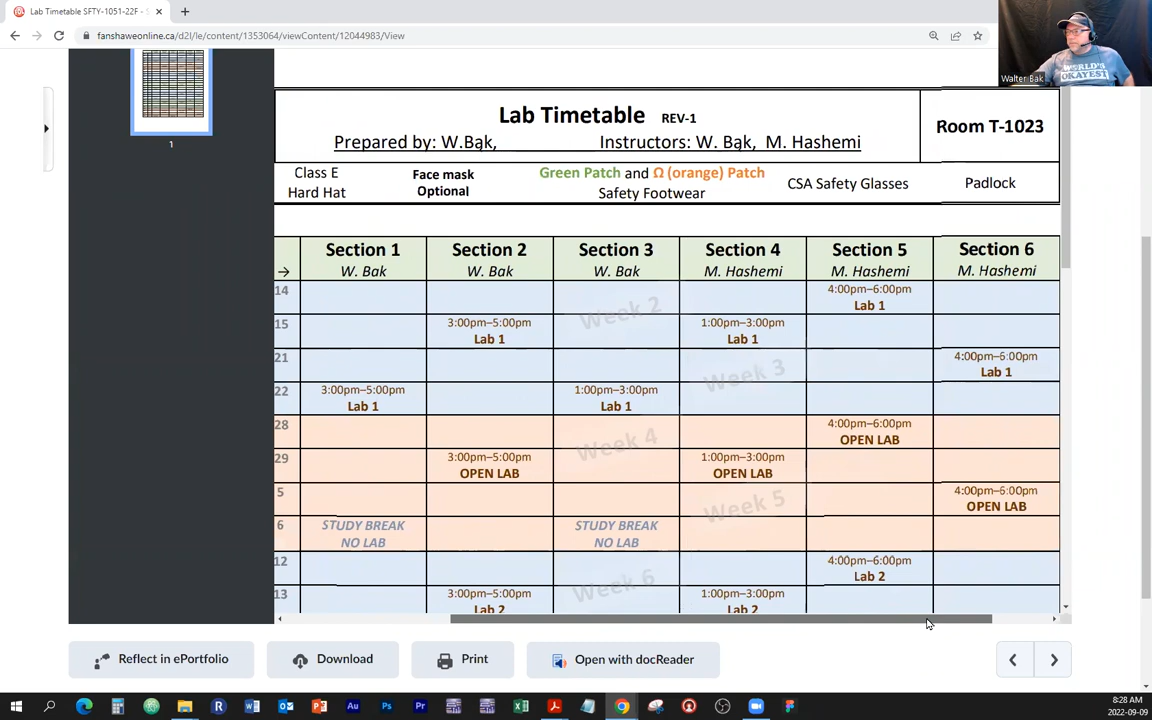 Lab Timetable SFTY-1051-22F - S
fanshaweonline.ca/d2l/le/content/1353064/viewContent/12044983/View
WORLD'S
OKAYEST
Walter Bak
1
Lab Timetable REV-1
Prepared by: W.Bak, Instructors: W. Bak, M. Hashemi
Room T-1023
Class E
Hard Hat
Face mask
Optional
Green Patch and Ω (orange) Patch
Safety Footwear
CSA Safety Glasses
Padlock
→ Section 1 Section 2 Section 3 Section 4 Section 5 Section 6
W. Bak W. Bak W. Bak M. Hashemi M. Hashemi M. Hashemi
14 Week 2 4:00pm–6:00pm
Lab 1
15 3:00pm–5:00pm 1:00pm–3:00pm
Lab 1 Lab 1
21 Week 3 4:00pm–6:00pm
Lab 1
22 3:00pm–5:00pm 1:00pm–3:00pm
Lab 1 Lab 1
28 Week 4 4:00pm–6:00pm
OPEN LAB
29 3:00pm–5:00pm 1:00pm–3:00pm
OPEN LAB OPEN LAB
5 Week 5 4:00pm–6:00pm
OPEN LAB
6 STUDY BREAK STUDY BREAK
NO LAB NO LAB
12 Week 6 4:00pm–6:00pm
Lab 2
13 3:00pm–5:00pm 1:00pm–3:00pm
Lab 2 Lab 2
Reflect in ePortfolio Download Print Open with docReader
8:28 AM
2022-09-09